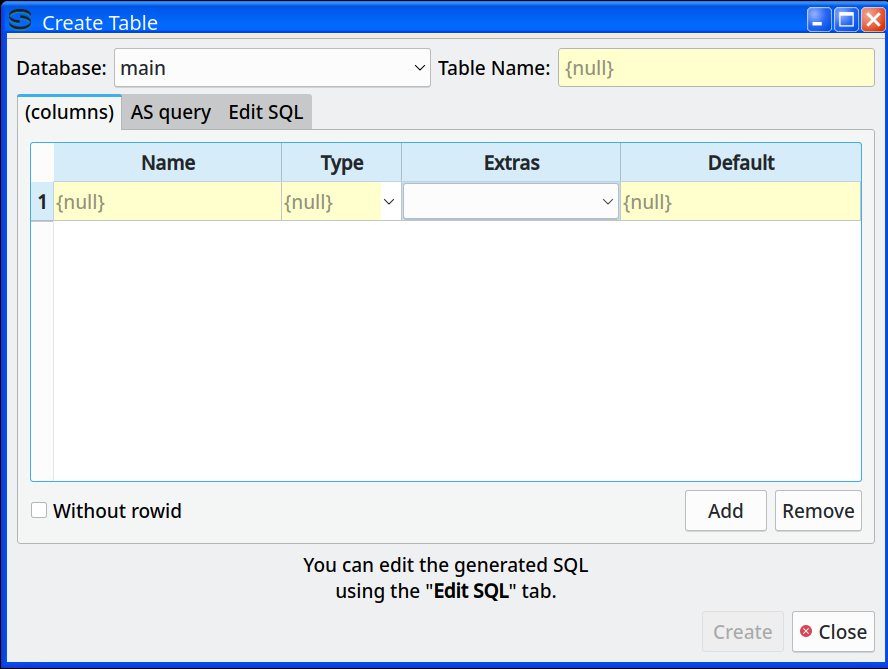 Create Table
Database: main Table Name: {null}
(columns) AS query Edit SQL
Name Type Extras Default
1 {null} {null} {null}
Without rowid Add Remove
You can edit the generated SQL
using the "Edit SQL" tab.
Create Close